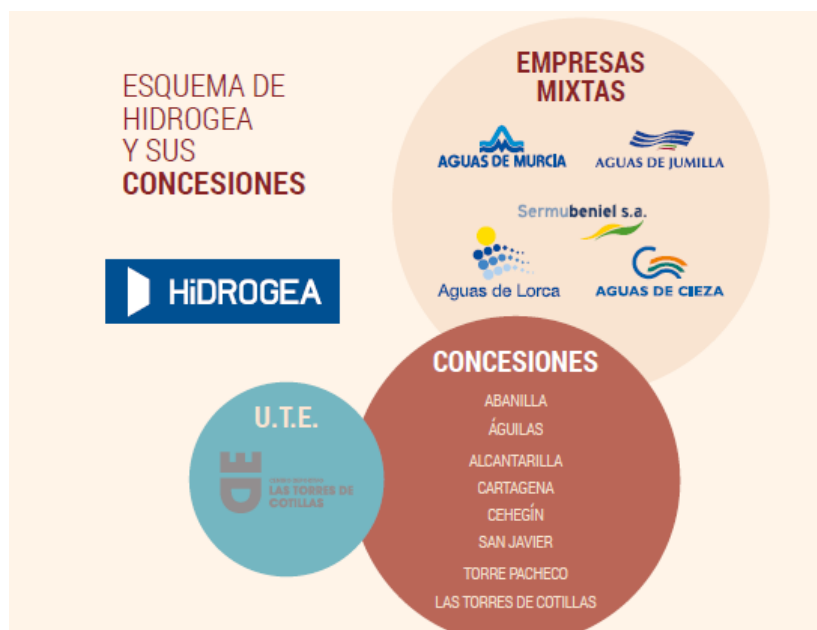 ESQUEMA DE
HIDROGEA
Y SUS
CONCESIONES
HiDROGEA
EMPRESAS
MIXTAS
AGUAS DE MURCIA
AGUAS DE JUMILLA
Sermubeniel s.a.
Aguas de Lorca
AGUAS DE CIEZA
U.T.E.
LAS TORRES DE
COTILLAS
CONCESIONES
ABANILLA
ÁGUILAS
ALCANTARILLA
CARTAGENA
CEHEGÍN
SAN JAVIER
TORRE PACHECO
LAS TORRES DE COTILLAS